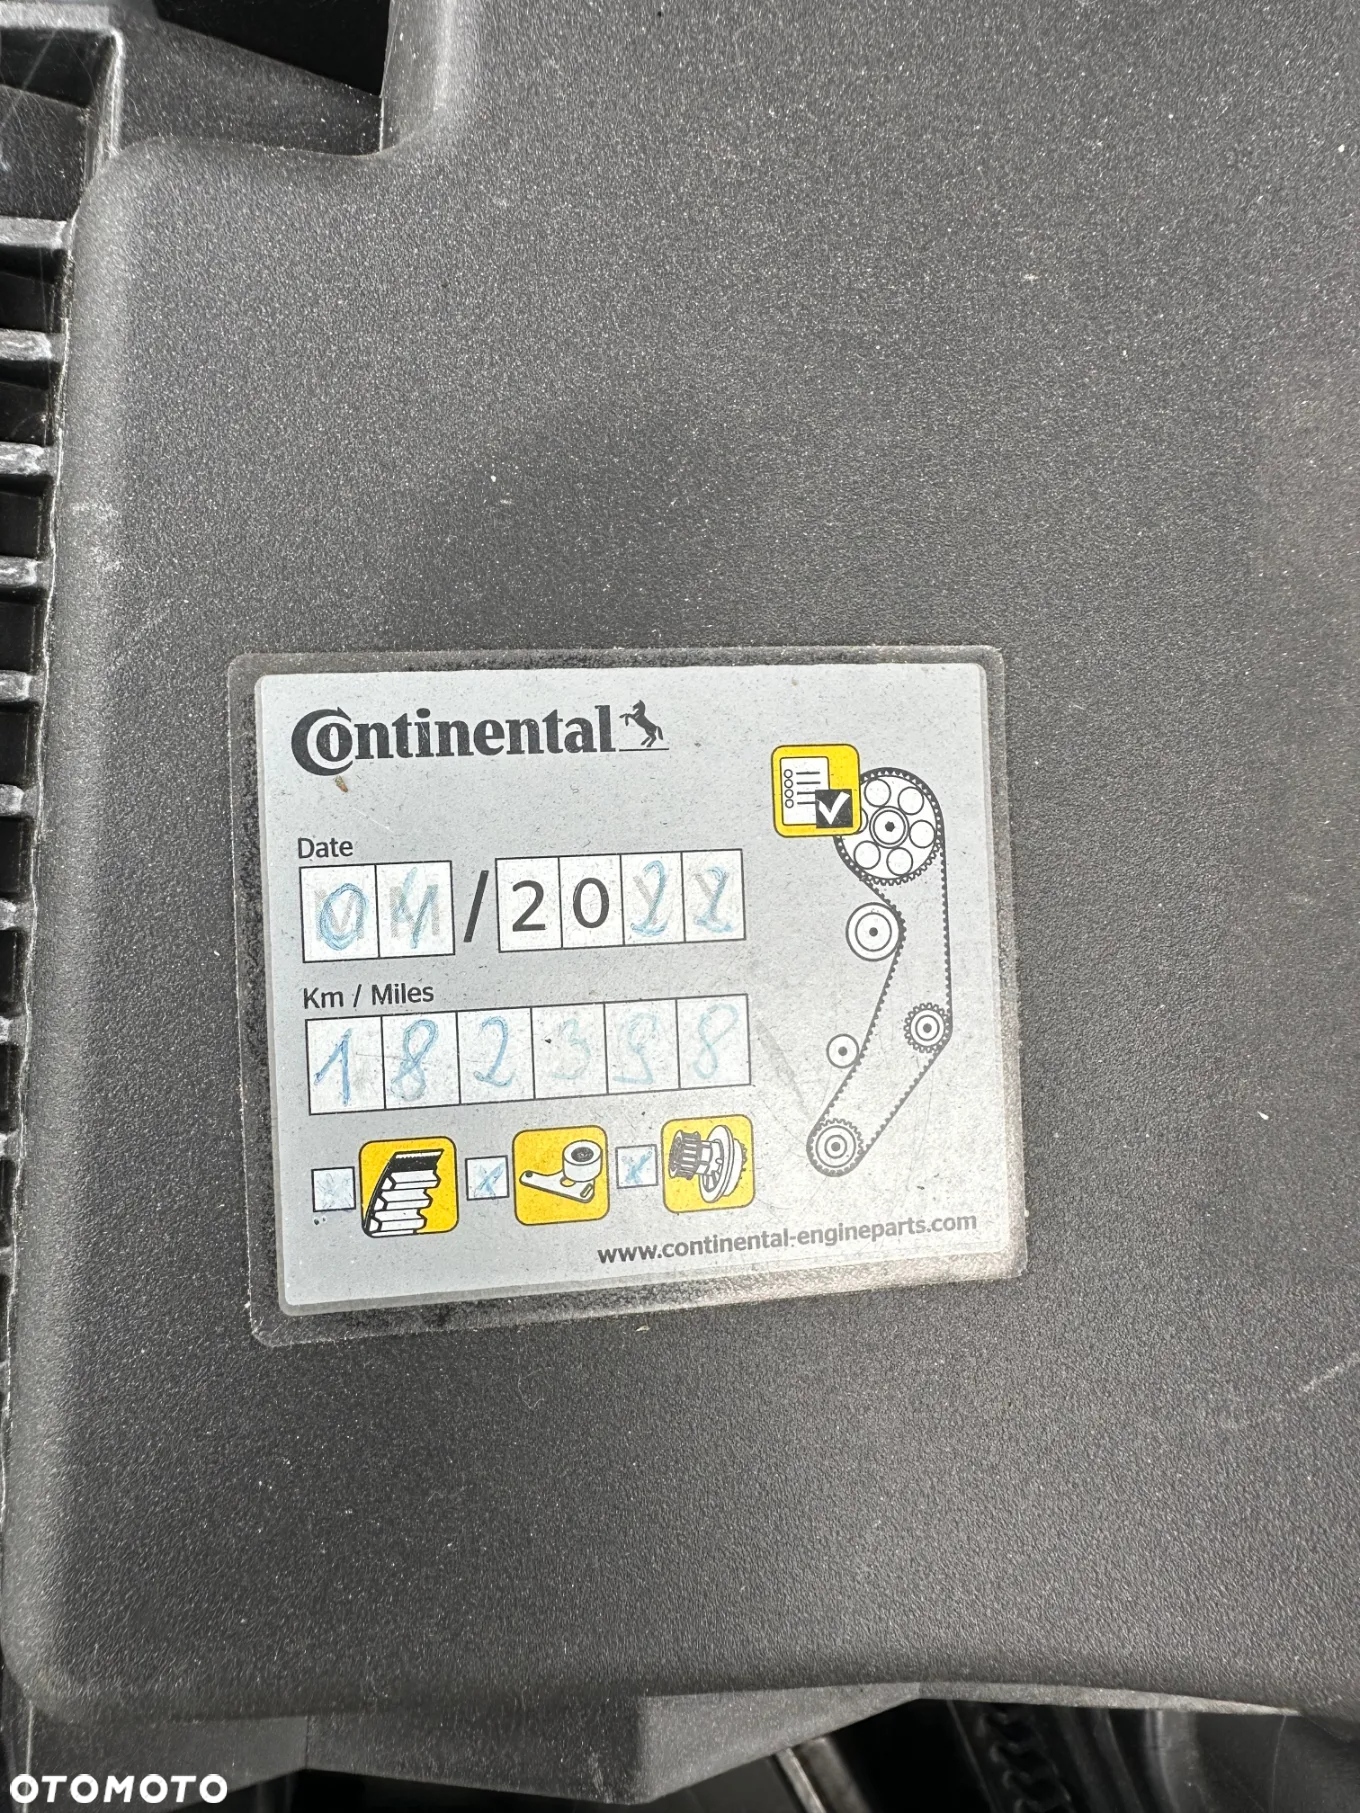 Continental
Date
04/2022
Km / Miles
182398
x x x
www.continental-engineparts.com
OTOMOTO